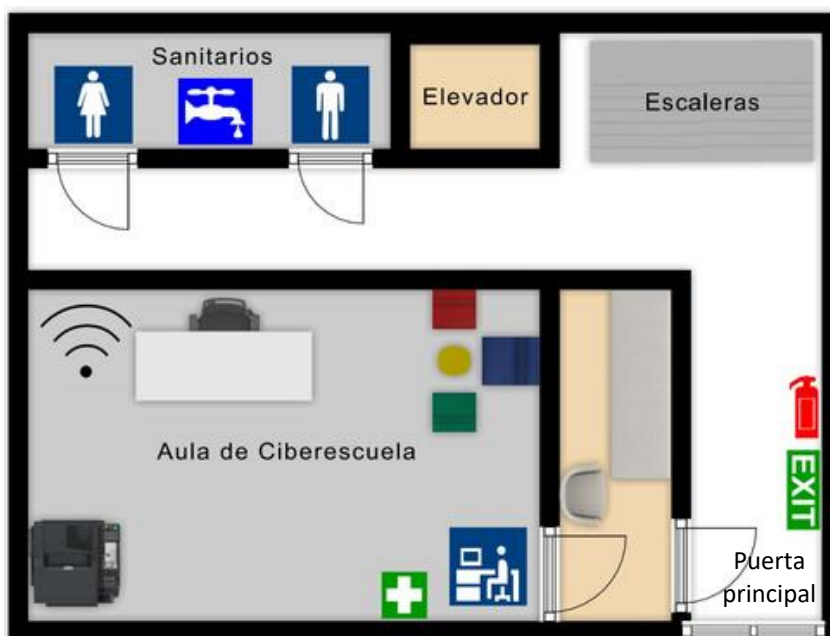 Sanitarios
Elevador
Escaleras
Aula de Ciberescuela
EXIT
Puerta
principal